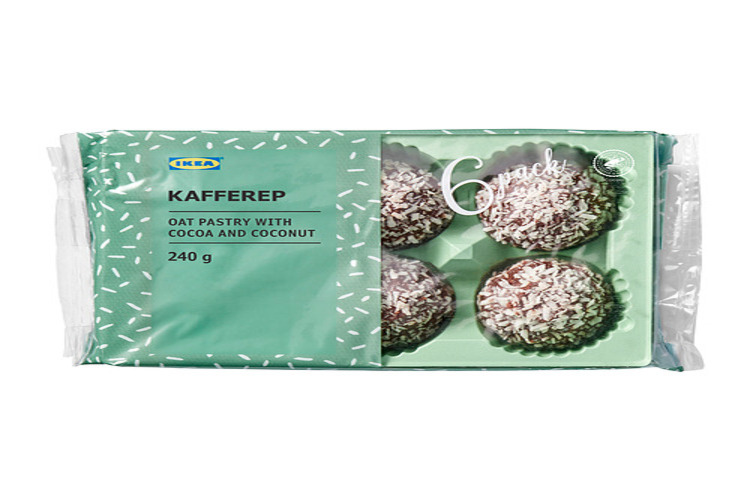 IKEA
KAFFEREP
OAT PASTRY WITH
COCOA AND COCONUT
240 g
6 pack